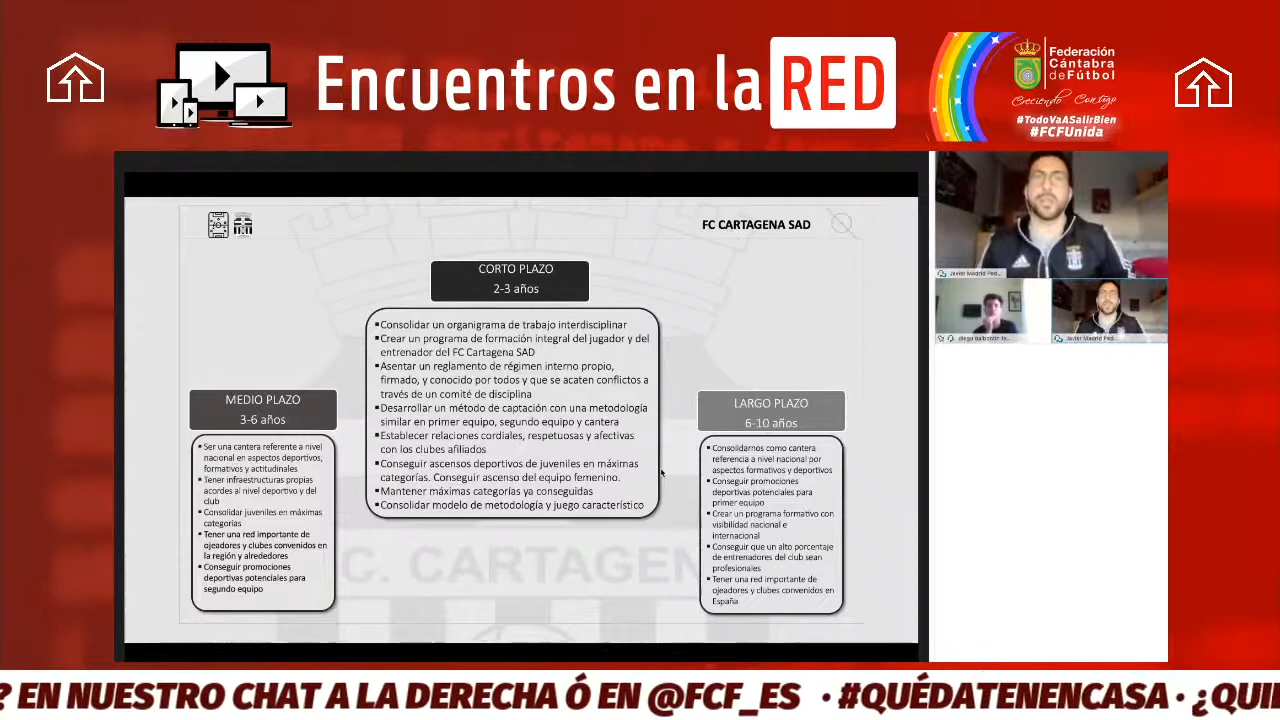 Encuentros en la RED
Federación
Cántabra
de Fútbol
Creciendo Contigo
#TodoVaASalirBien
#FCFUnida
FC CARTAGENA SAD
CORTO PLAZO
2-3 años
▪Consolidar un organigrama de trabajo interdisciplinar
▪Crear un programa de formación integral del jugador y del
entrenador del FC Cartagena SAD
▪Asentar un reglamento de régimen interno propio,
firmado, y conocido por todos y que se acaten conflictos a
través de un comité de disciplina
▪Desarrollar un método de captación con una metodología
similar en primer equipo, segundo equipo y cantera
▪Establecer relaciones cordiales, respetuosas y afectivas
con los clubes afiliados
▪Conseguir ascensos deportivos de juveniles en máximas
categorías. Conseguir ascenso del equipo femenino.
▪Mantener máximas categorías ya conseguidas
▪Consolidar modelo de metodología y juego característico
MEDIO PLAZO
3-6 años
▪ Ser una cantera referente a nivel
nacional en aspectos deportivos,
formativos y actitudinales
▪ Tener infraestructuras propias
acordes al nivel deportivo y del
club
▪ Consolidar juveniles en máximas
categorías
▪ Tener una red importante de
ojeadores y clubes convenidos en
la región y alrededores
▪ Conseguir promociones
deportivas potenciales para
segundo equipo
LARGO PLAZO
6-10 años
▪ Consolidarnos como cantera
referencia a nivel nacional por
aspectos formativos y deportivos
▪ Conseguir promociones
deportivas potenciales para
primer equipo
▪ Crear un programa formativo con
visibilidad nacional e
internacional
▪ Conseguir que un alto porcentaje
de entrenadores del club sean
profesionales
▪ Tener una red importante de
ojeadores y clubes convenidos en
España
C. CARTAGEN
Javier Madrid Ped...
diego balbontin
Javier Madrid Ped...
? EN NUESTRO CHAT A LA DERECHA Ó EN @FCF_ES · #QUÉDATENENCASA · ¿QUI